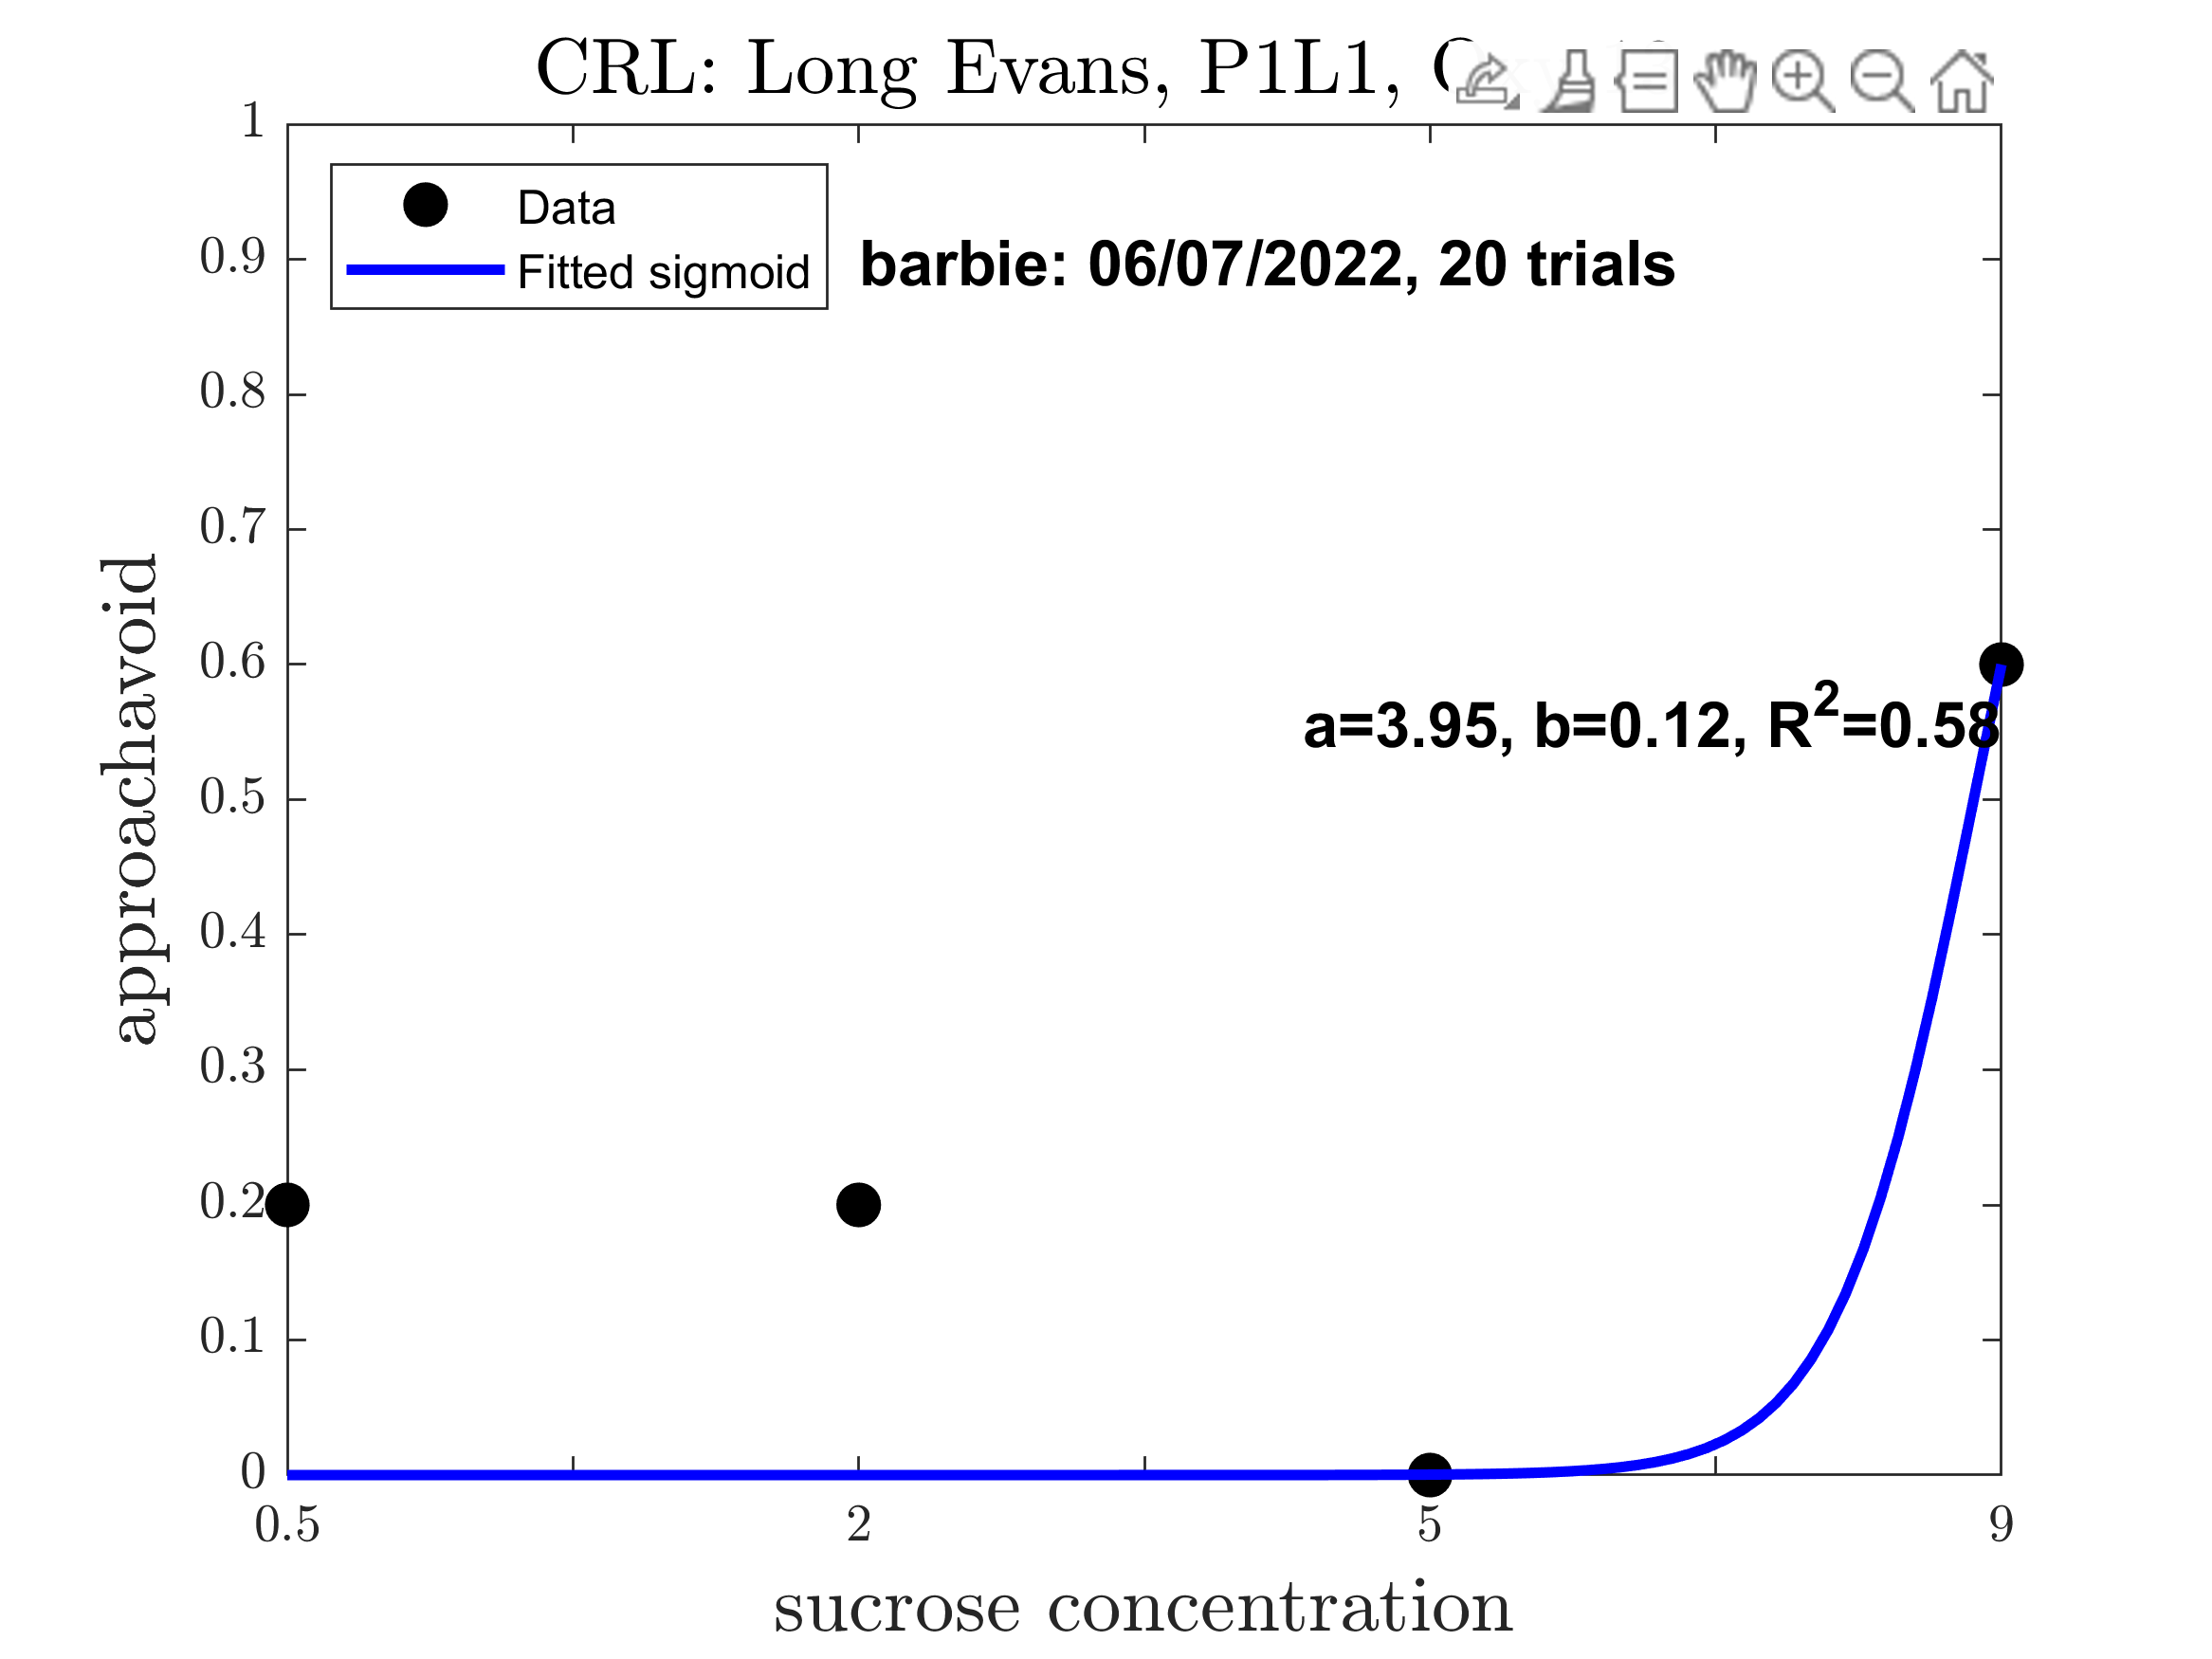 CRL: Long Evans, P1L1,
1
Data
Fitted sigmoid
barbie: 06/07/2022, 20 trials
0.9
0.8
0.7
0.6
a=3.95, b=0.12, R²=0.58
0.5
0.4
0.3
0.2
0.1
0
approachavoid
0.5 2 5 9
sucrose concentration